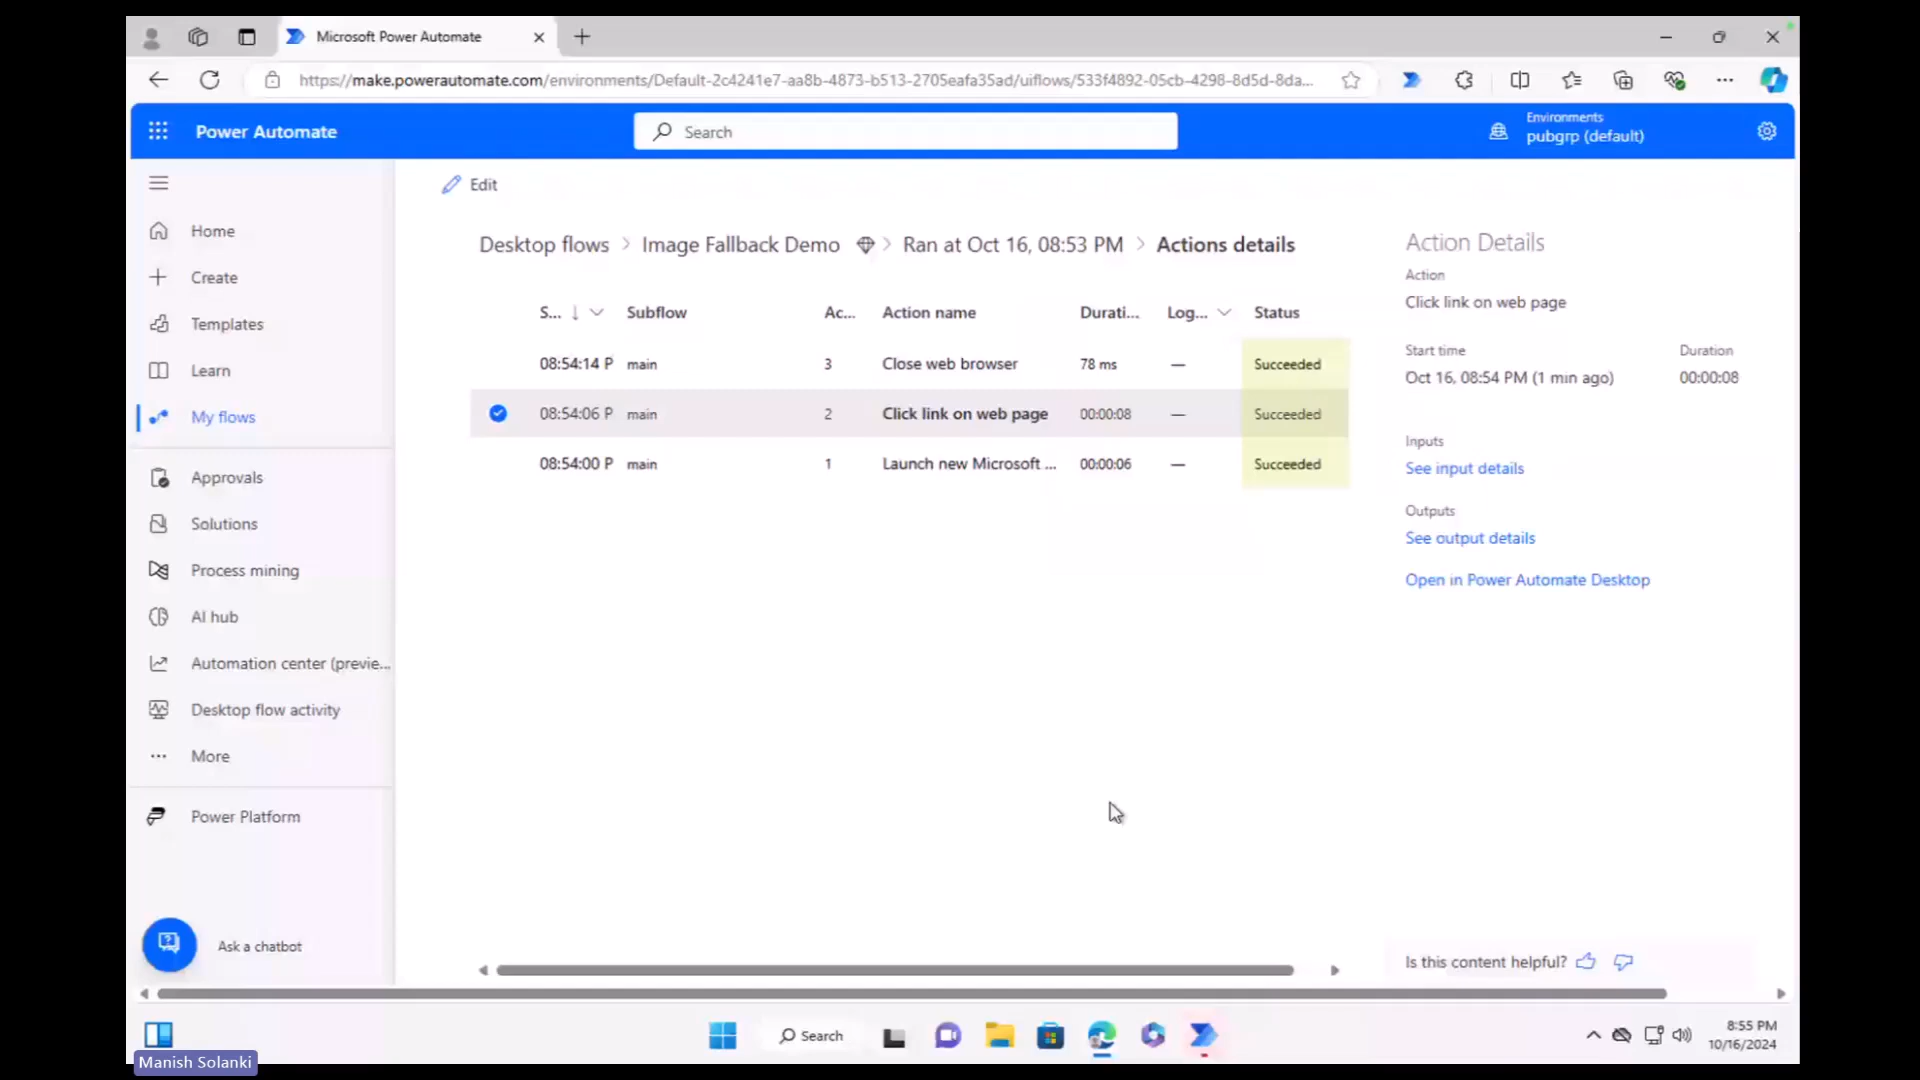 Microsoft Power Automate
https://make.powerautomate.com/environments/Default-2c4241e7-aa8b-4873-b513-2705eafa35ad/uiflows/533f4892-05cb-4298-8d5d-8da...
Power Automate
Search
Environments
pubgrp (default)
Edit
Home
Create
Templates
Learn
My flows
Approvals
Solutions
Process mining
AI hub
Automation center (previe...
Desktop flow activity
More
Power Platform
Ask a chatbot
Desktop flows > Image Fallback Demo > Ran at Oct 16, 08:53 PM > Actions details
S... Subflow Ac... Action name Durati... Log... Status
08:54:14 P main 3 Close web browser 78 ms — Succeeded
08:54:06 P main 2 Click link on web page 00:00:08 — Succeeded
08:54:00 P main 1 Launch new Microsoft ... 00:00:06 — Succeeded
Action Details
Action
Click link on web page
Start time Duration
Oct 16, 08:54 PM (1 min ago) 00:00:08
Inputs
See input details
Outputs
See output details
Open in Power Automate Desktop
Is this content helpful?
Search
8:55 PM
10/16/2024
Manish Solanki